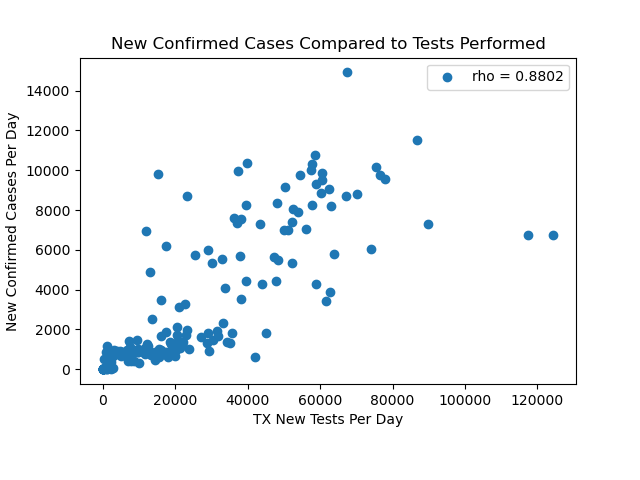 New Confirmed Cases Compared to Tests Performed
rho = 0.8802
New Confirmed Caeses Per Day
14000
12000
10000
8000
6000
4000
2000
0
0 20000 40000 60000 80000 100000 120000
TX New Tests Per Day